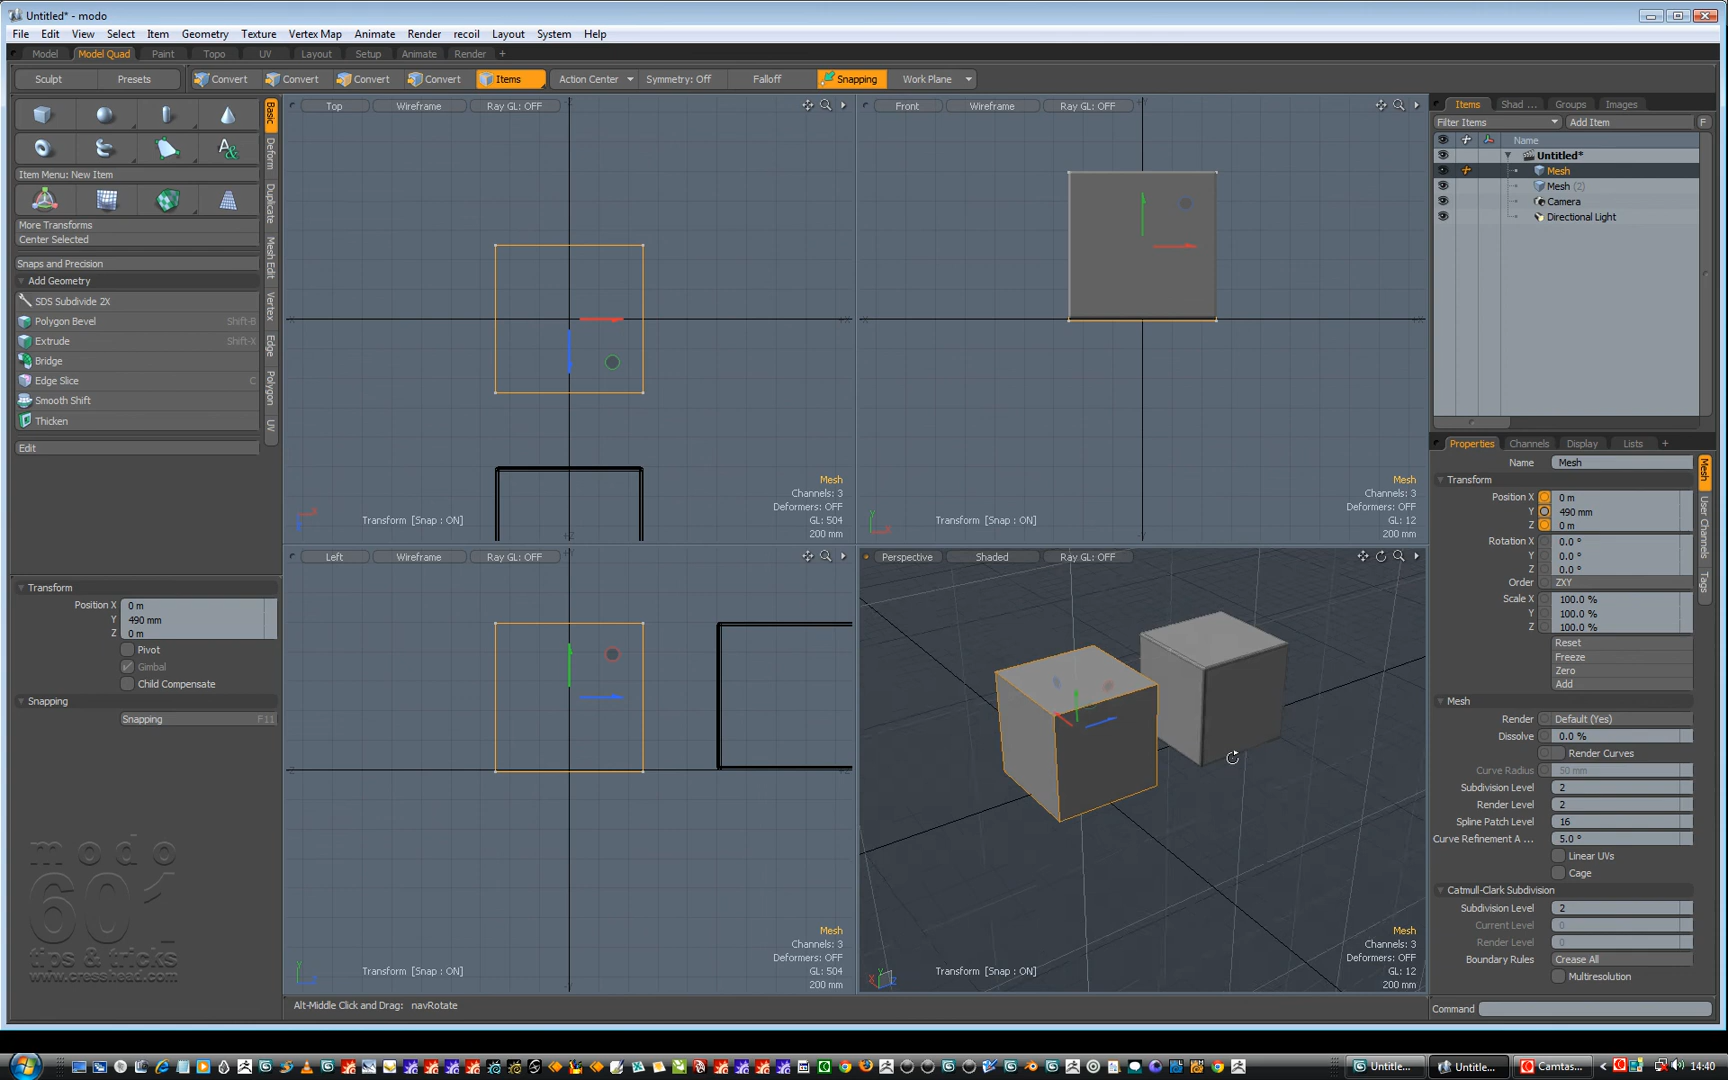 Untitled* - modo
File Edit View Select Item Geometry Texture Vertex Map Animate Render recoil Layout System Help
Model Model Quad Paint Topo UV Layout Setup Animate Render +
Sculpt Presets Convert Convert Convert Convert Items Action Center Symmetry: Off Falloff Snapping Work Plane
Basic
Deform
Duplicate
Mesh Edit
Vertex
Edge
Polygon
UV
Item Menu: New Item
More Transforms
Center Selected
Snaps and Precision
Add Geometry
SDS Subdivide 2X
Polygon Bevel Shift-B
Extrude Shift-X
Bridge
Edge Slice C
Smooth Shift
Thicken
Edit
Transform
Position X 0 m
Y 490 mm
Z 0 m
Pivot
Gimbal
Child Compensate
Snapping
Snapping F11
modo
601
tips & tricks
www.cresshead.com
Top Wireframe Ray GL: OFF
Mesh
Channels: 3
Deformers: OFF
GL: 504
200 mm
Transform [Snap : ON]
Front Wireframe Ray GL: OFF
Mesh
Channels: 3
Deformers: OFF
GL: 12
200 mm
Transform [Snap : ON]
Left Wireframe Ray GL: OFF
Mesh
Channels: 3
Deformers: OFF
GL: 504
200 mm
Transform [Snap : ON]
Perspective Shaded Ray GL: OFF
Mesh
Channels: 3
Deformers: OFF
GL: 12
200 mm
Transform [Snap : ON]
Alt-Middle Click and Drag: navRotate
Items Shad ... Groups Images
Filter Items Add Item F
Name
Untitled*
Mesh
Mesh (2)
Camera
Directional Light
Properties Channels Display Lists +
Mesh
User Channels
Tags
Name Mesh
Transform
Position X 0 m
Y 490 mm
Z 0 m
Rotation X 0.0 °
Y 0.0 °
Z 0.0 °
Order ZXY
Scale X 100.0 %
Y 100.0 %
Z 100.0 %
Reset
Freeze
Zero
Add
Mesh
Render Default (Yes)
Dissolve 0.0 %
Render Curves
Curve Radius 50 mm
Subdivision Level 2
Render Level 2
Spline Patch Level 16
Curve Refinement A ... 5.0 °
Linear UVs
Cage
Catmull-Clark Subdivision
Subdivision Level 2
Current Level 0
Render Level 0
Boundary Rules Crease All
Multiresolution
Command
Untitle... Untitle... Camtas... 14:40